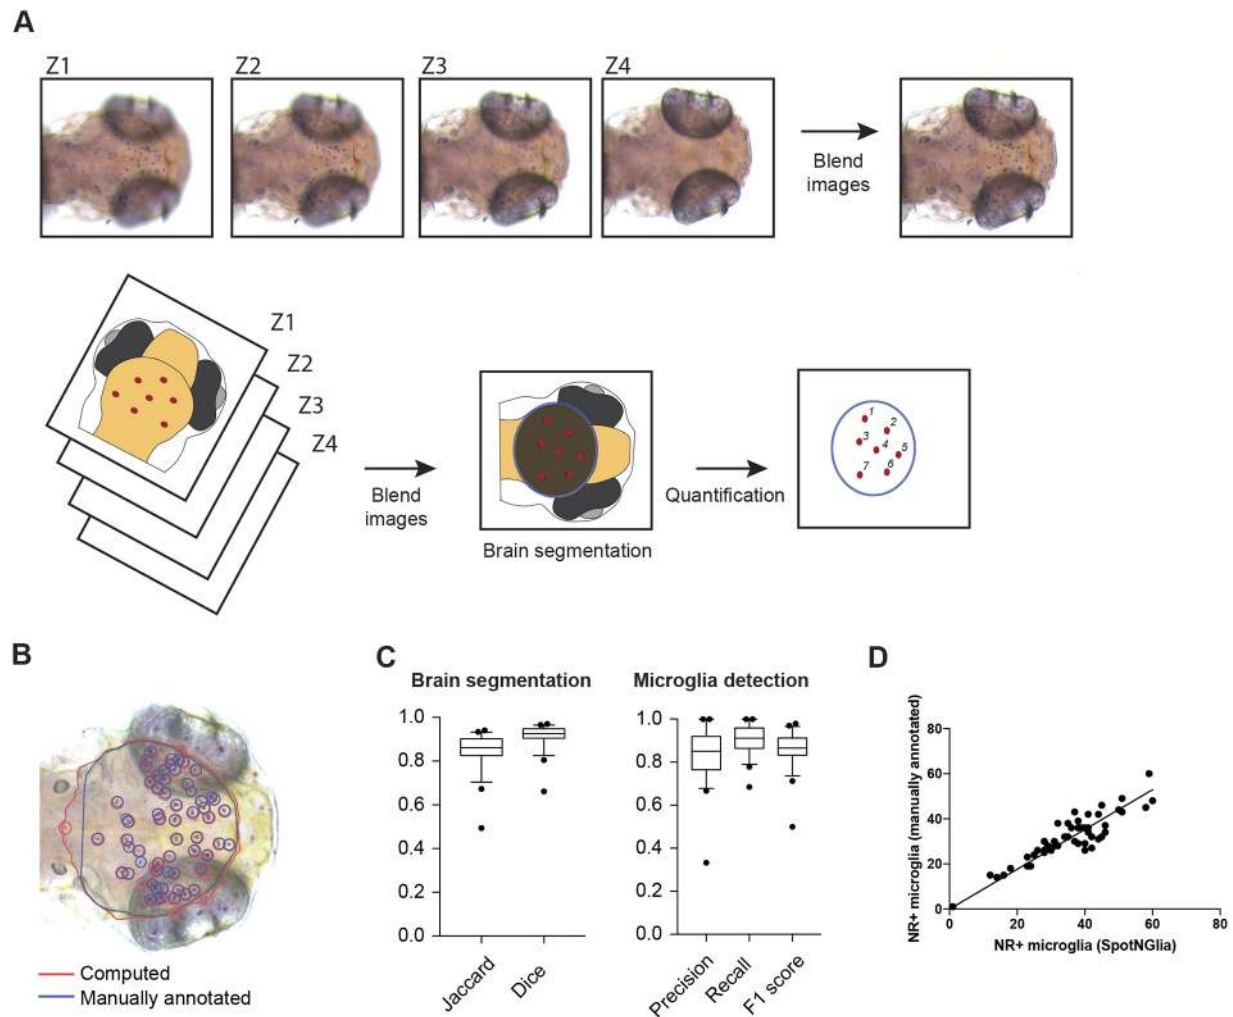 A
Z1
Z2
Z3
Z4
Blend
images
Z1
Z2
Z3
Z4
Blend
images
Brain segmentation
Quantification
1
2
3
4
5
6
7
B
Computed
Manually annotated
C
Brain segmentation
1.0
0.8
0.6
0.4
0.2
0.0
Jaccard
Dice
Microglia detection
1.0
0.8
0.6
0.4
0.2
0.0
Precision
Recall
F1 score
D
NR+ microglia (manually annotated)
80
60
40
20
0
0
20
40
60
80
NR+ microglia (SpotNGlia)